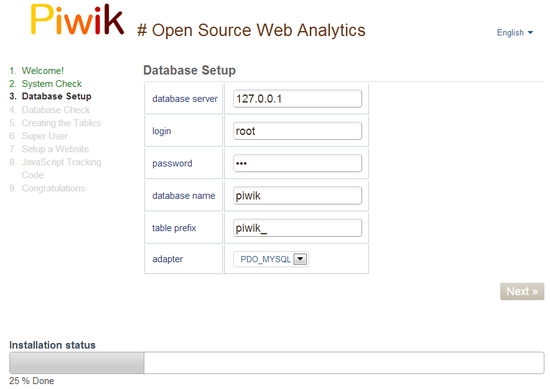 Piwik # Open Source Web Analytics
English
1. Welcome!
2. System Check
3. Database Setup
4. Database Check
5. Creating the Tables
6. Super User
7. Setup a Website
8. JavaScript Tracking
Code
9. Congratulations
Database Setup
database server 127.0.0.1
login root
password •••
database name piwik
table prefix piwik_
adapter PDO_MYSQL
Next »
Installation status
25 % Done